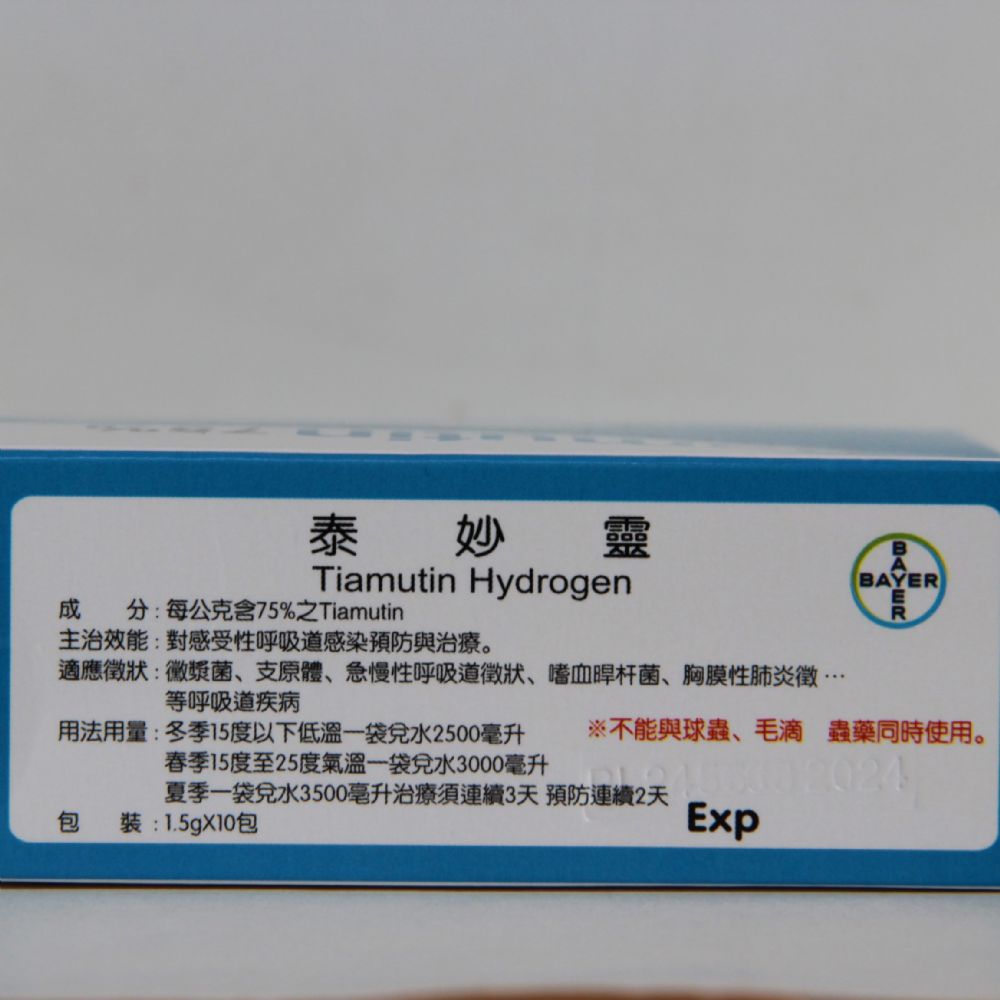 泰妙靈
Tiamutin Hydrogen
BAYER
BAYER
成 分：每公克含75%之Tiamutin
主治效能：對感受性呼吸道感染預防與治療。
適應徵狀：黴漿菌、支原體、急慢性呼吸道徵狀、嗜血睅杆菌、胸膜性肺炎徵…
等呼吸道疾病
用法用量：冬季15度以下低溫一袋兌水2500毫升
※不能與球蟲、毛滴 蟲藥同時使用。
春季15度至25度氣溫一袋兌水3000毫升
夏季一袋兌水3500毫升治療須連續3天 預防連續2天
2024
Exp
包 裝：1.5gX10包